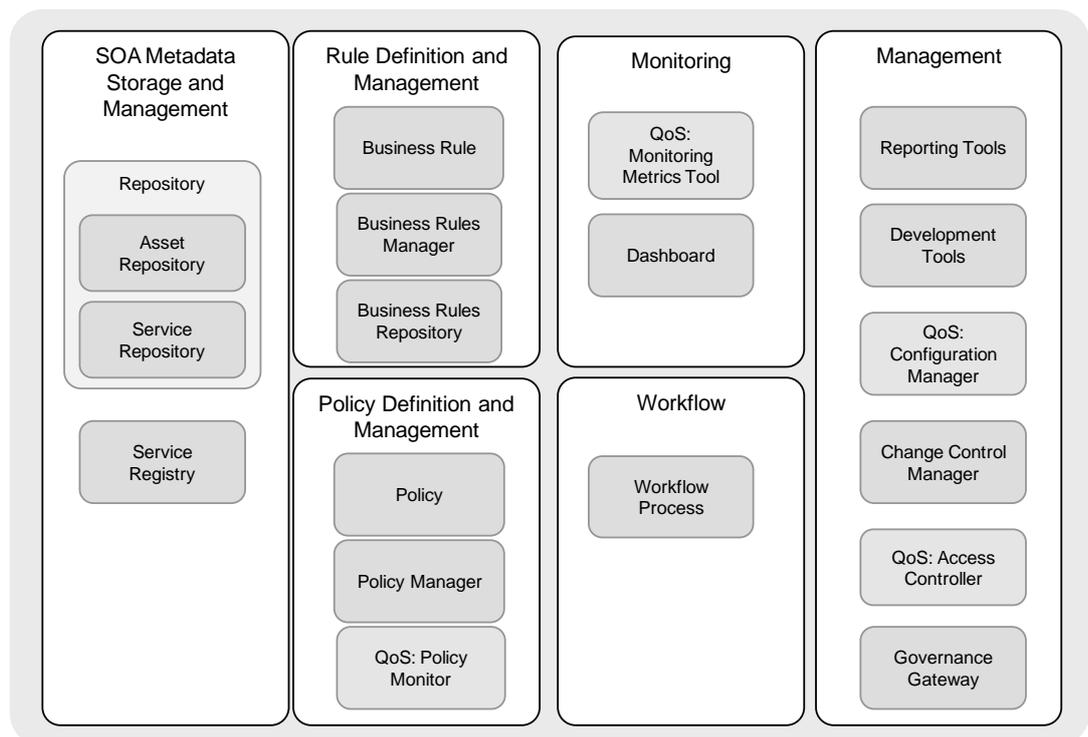 SOA Metadata
Storage and
Management
Repository
Asset
Repository
Service
Repository
Service
Registry
Rule Definition and
Management
Business Rule
Business Rules
Manager
Business Rules
Repository
Policy Definition and
Management
Policy
Policy Manager
QoS: Policy
Monitor
Monitoring
QoS:
Monitoring
Metrics Tool
Dashboard
Workflow
Workflow
Process
Management
Reporting Tools
Development
Tools
QoS:
Configuration
Manager
Change Control
Manager
QoS: Access
Controller
Governance
Gateway